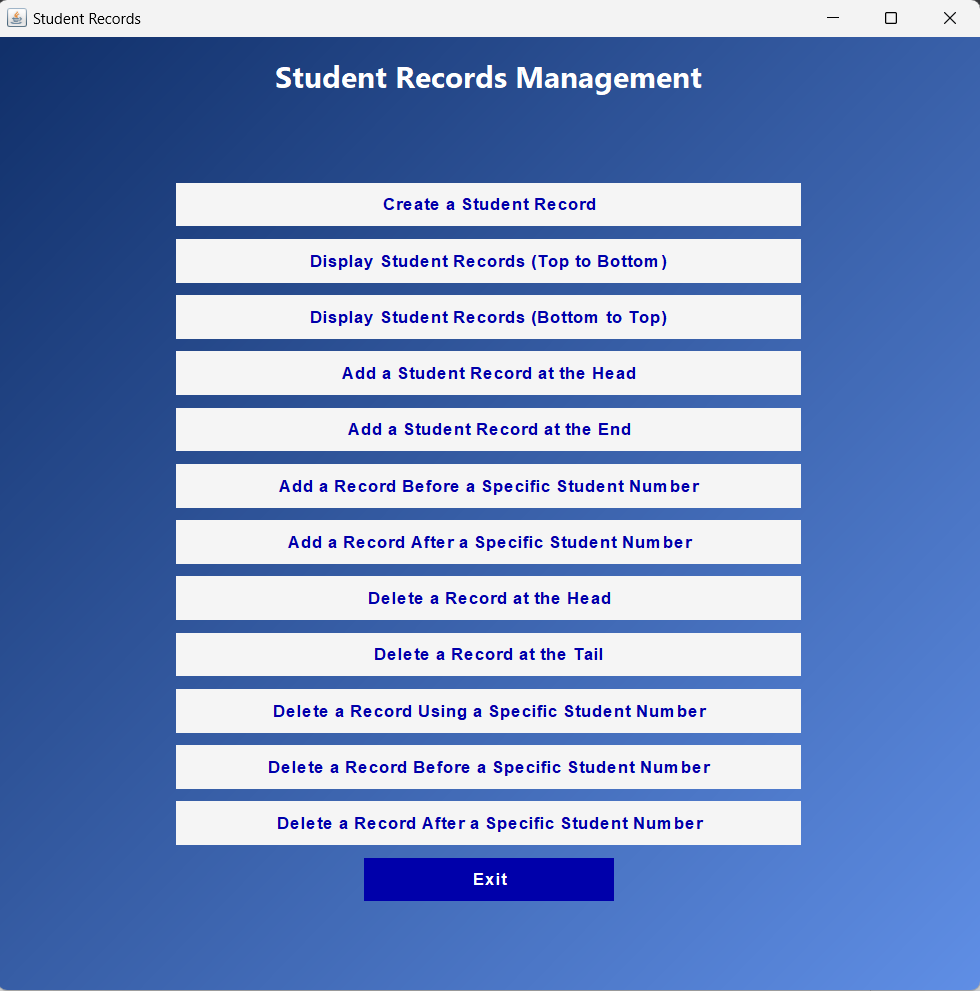 Student Records
Student Records Management
Create a Student Record
Display Student Records (Top to Bottom)
Display Student Records (Bottom to Top)
Add a Student Record at the Head
Add a Student Record at the End
Add a Record Before a Specific Student Number
Add a Record After a Specific Student Number
Delete a Record at the Head
Delete a Record at the Tail
Delete a Record Using a Specific Student Number
Delete a Record Before a Specific Student Number
Delete a Record After a Specific Student Number
Exit